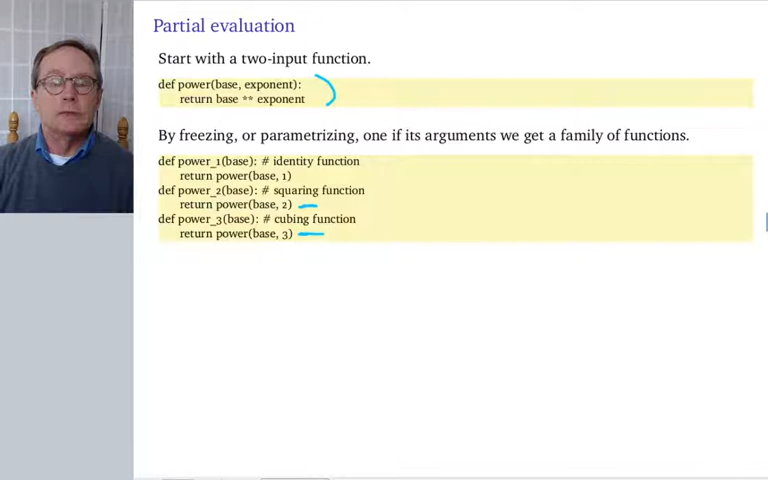 Partial evaluation
Start with a two-input function.
def power(base, exponent):
return base ** exponent
By freezing, or parametrizing, one if its arguments we get a family of functions.
def power_1(base): # identity function
return power(base, 1)
def power_2(base): # squaring function
return power(base, 2)
def power_3(base): # cubing function
return power(base, 3)